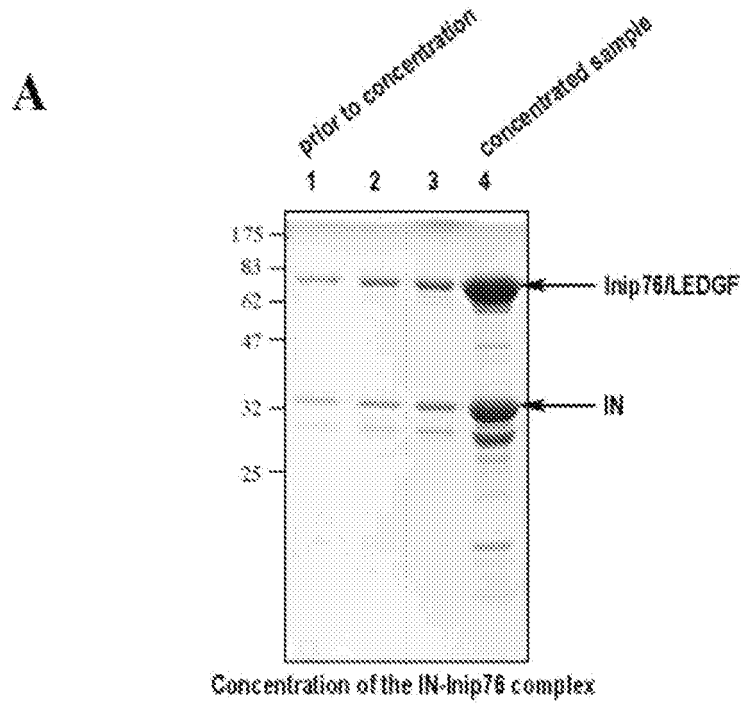 A
prior to concentration
concentrated sample
1 2 3 4
175
83
62
47
32
25
Inip76/LEDGF
IN
Concentration of the IN-Inip76 complex